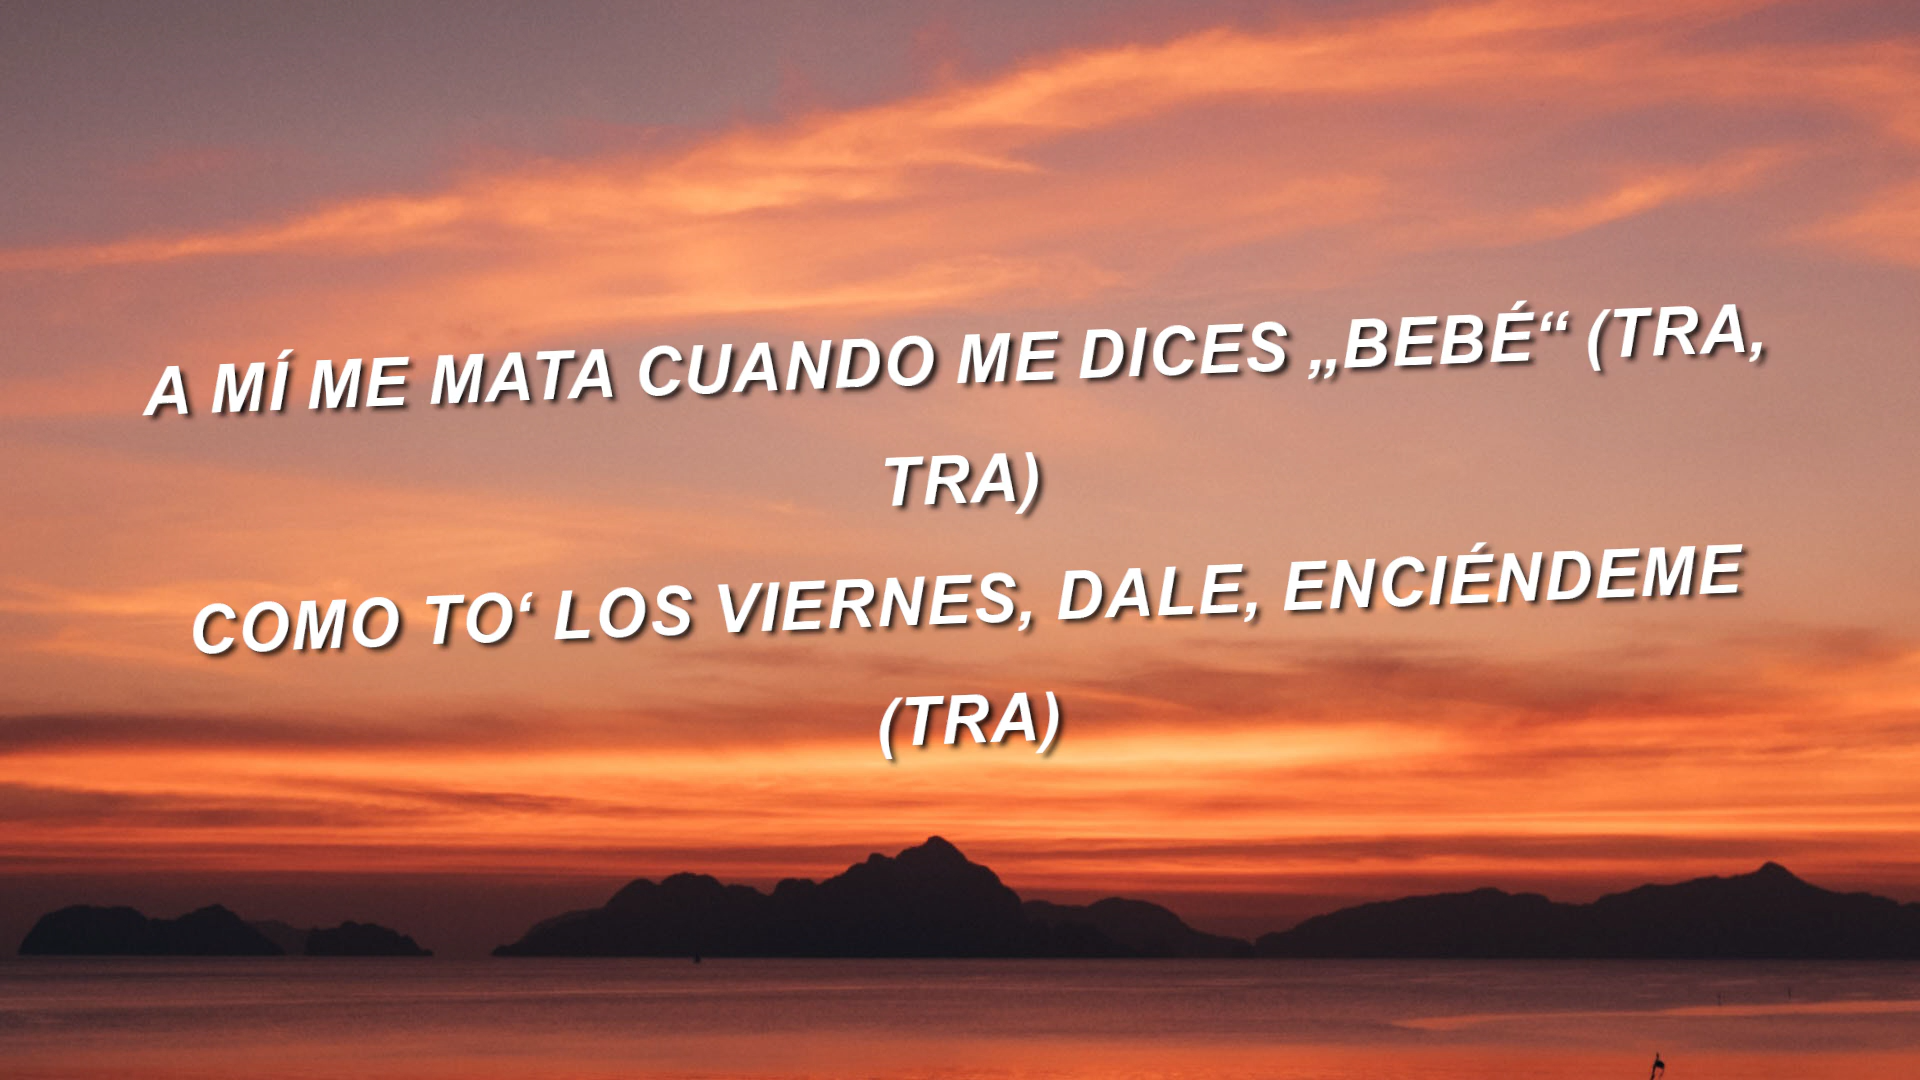 A MÍ ME MATA CUANDO ME DICES „BEBÉ“ (TRA,
TRA)
COMO TO‘ LOS VIERNES, DALE, ENCIÉNDEME
(TRA)